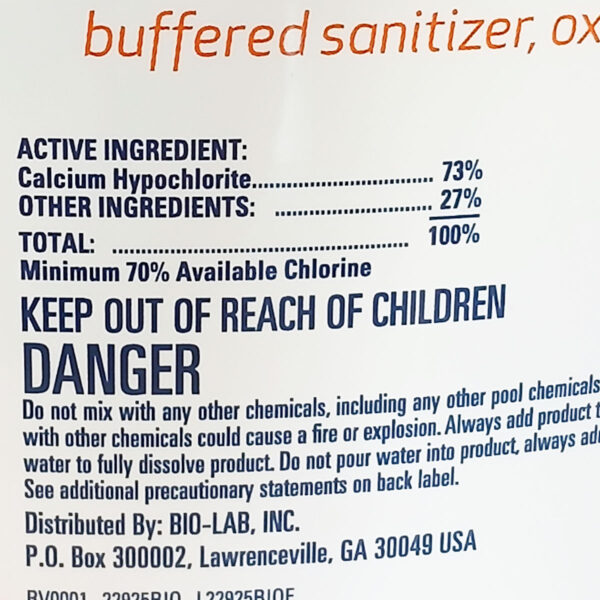 buffered sanitizer, ox
ACTIVE INGREDIENT:
Calcium Hypochlorite.............................. 73%
OTHER INGREDIENTS: .......................... 27%
TOTAL: ................................................. 100%
Minimum 70% Available Chlorine
KEEP OUT OF REACH OF CHILDREN
DANGER
Do not mix with any other chemicals, including any other pool chemicals
with other chemicals could cause a fire or explosion. Always add product t
water to fully dissolve product. Do not pour water into product, always ad
See additional precautionary statements on back label.
Distributed By: BIO-LAB, INC.
P.O. Box 300002, Lawrenceville, GA 30049 USA